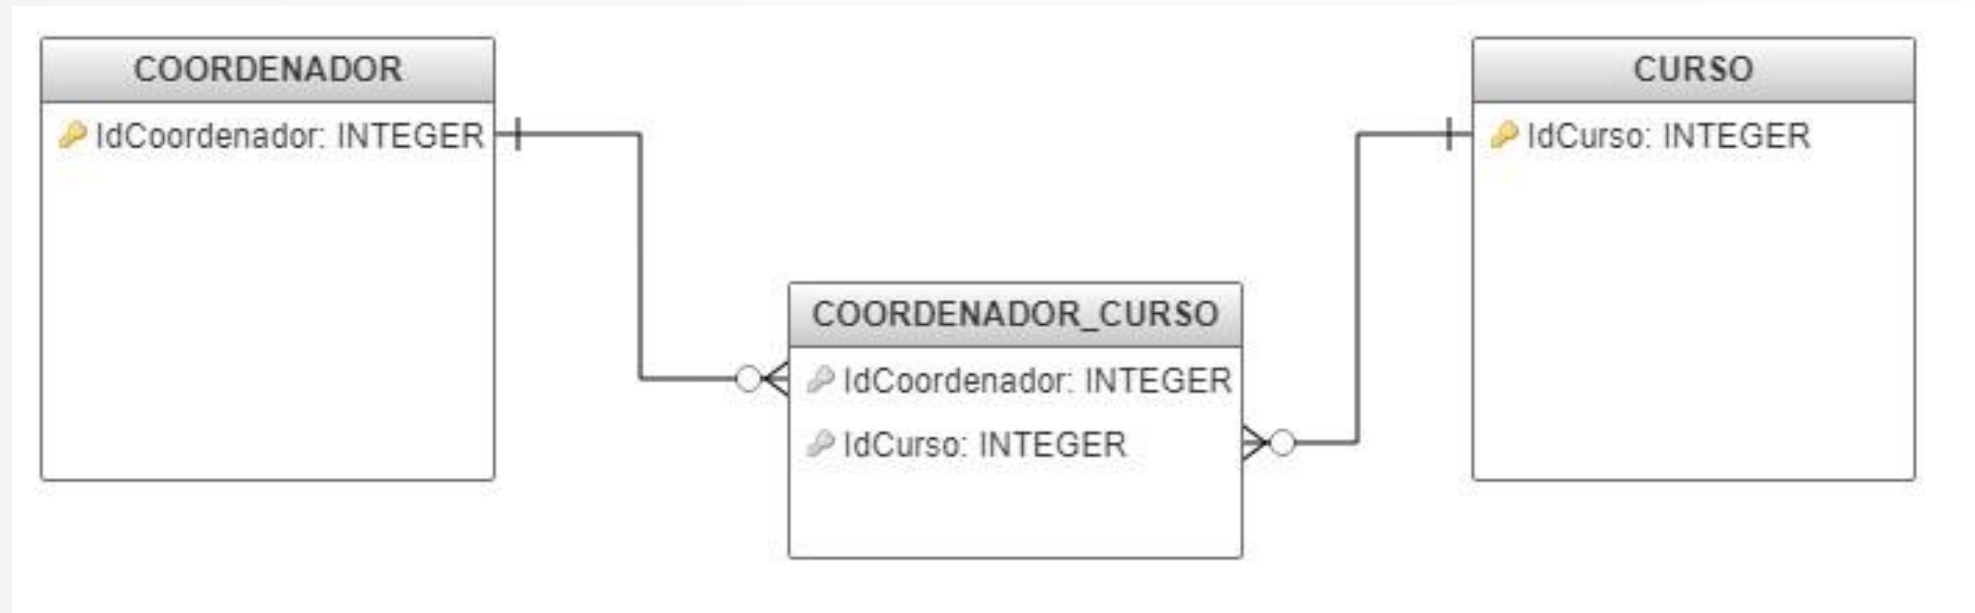 COORDENADOR
IdCoordenador: INTEGER
CURSO
IdCurso: INTEGER
COORDENADOR_CURSO
IdCoordenador: INTEGER
IdCurso: INTEGER